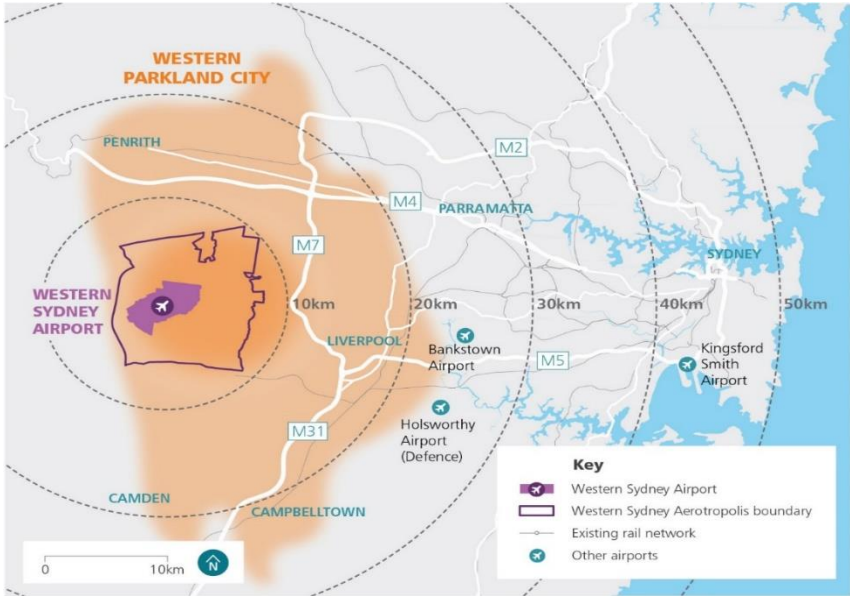 WESTERN
PARKLAND CITY
PENRITH
M2
M4
PARRAMATTA
M7
SYDNEY
WESTERN
SYDNEY
AIRPORT
10km
20km
30km
40km
50km
LIVERPOOL
Bankstown
Airport
M5
Kingsford
Smith
Airport
Holsworthy
Airport
(Defence)
M31
CAMDEN
CAMPBELLTOWN
Key
Western Sydney Airport
Western Sydney Aerotropolis boundary
Existing rail network
Other airports
0
10km
N